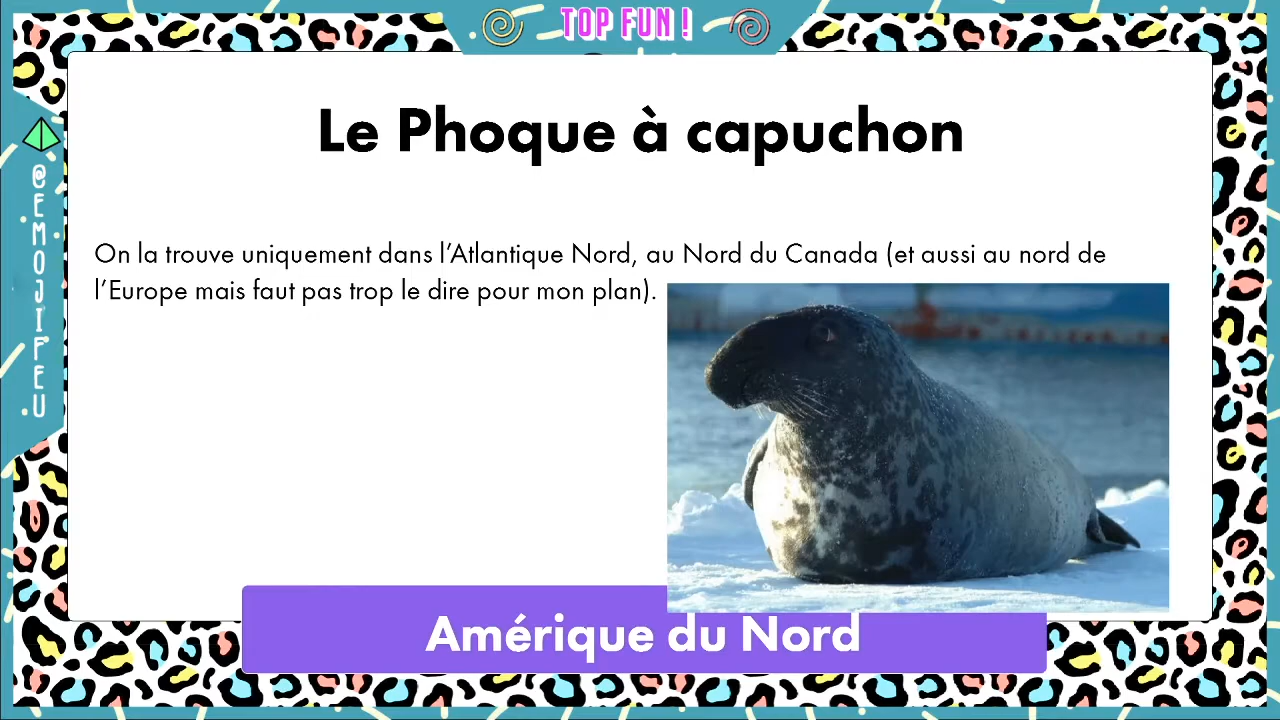 TOP FUN !
@EMOJIFEU
Le Phoque à capuchon
On la trouve uniquement dans l’Atlantique Nord, au Nord du Canada (et aussi au nord de
l’Europe mais faut pas trop le dire pour mon plan).
Amérique du Nord